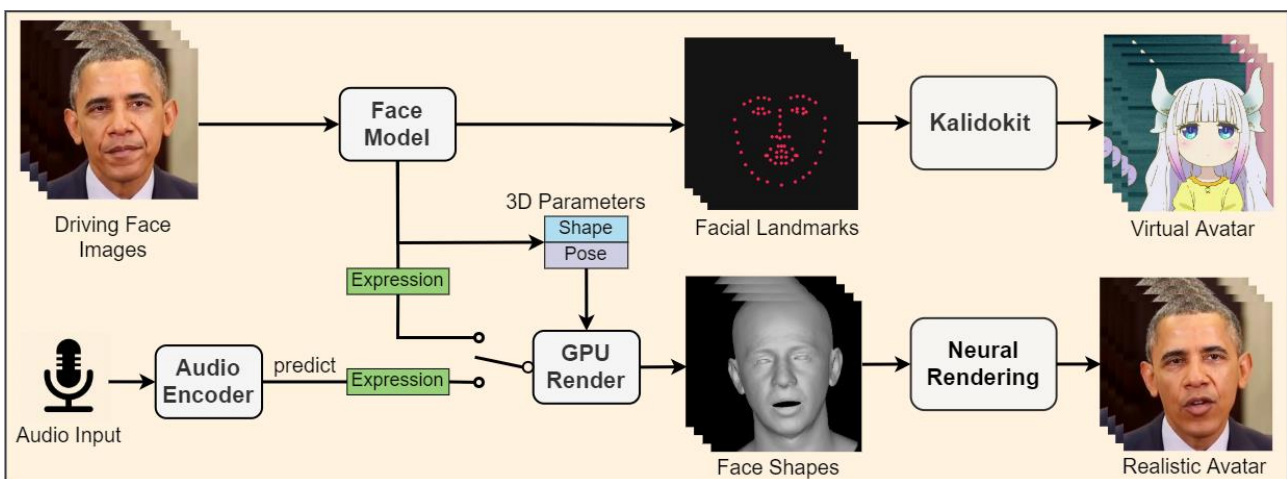 Driving Face
Images
Face
Model
Facial Landmarks
Kalidokit
Virtual Avatar
3D Parameters
Shape
Pose
Expression
Audio Input
Audio
Encoder
predict
Expression
GPU
Render
Face Shapes
Neural
Rendering
Realistic Avatar